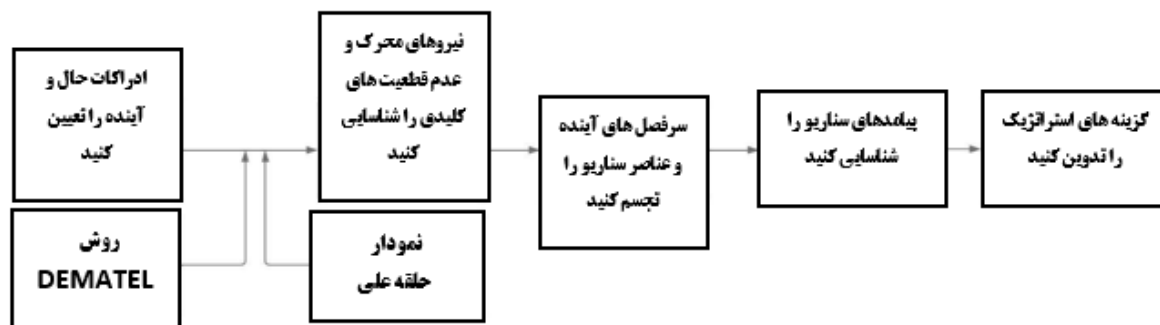 ادراکات حال و
آینده را تعیین
کنید
روش
DEMATEL
نیروهای محرک و
عدم قطعیت های
کلیدی را شناسایی
کنید
نمودار
حلقه علی
سرفصل های آینده
و عناصر سناریو را
تجسم کنید
پیامدهای سناریو را
شناسایی کنید
گزینه های استراتژیک
را تدوین کنید